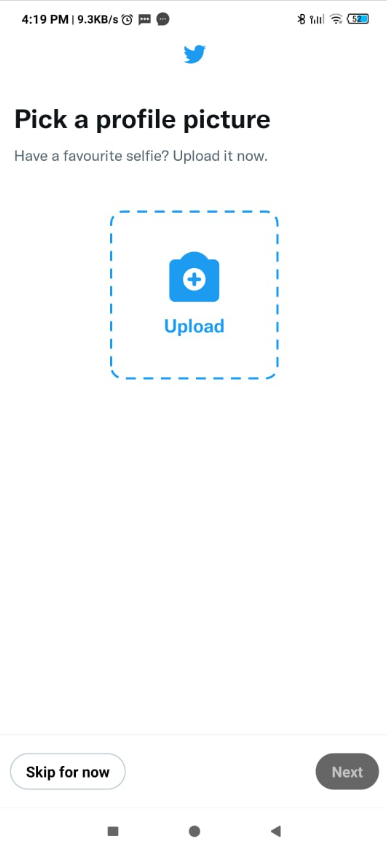 4:19 PM | 9.3KB/s
52
Pick a profile picture
Have a favourite selfie? Upload it now.
Upload
Skip for now
Next